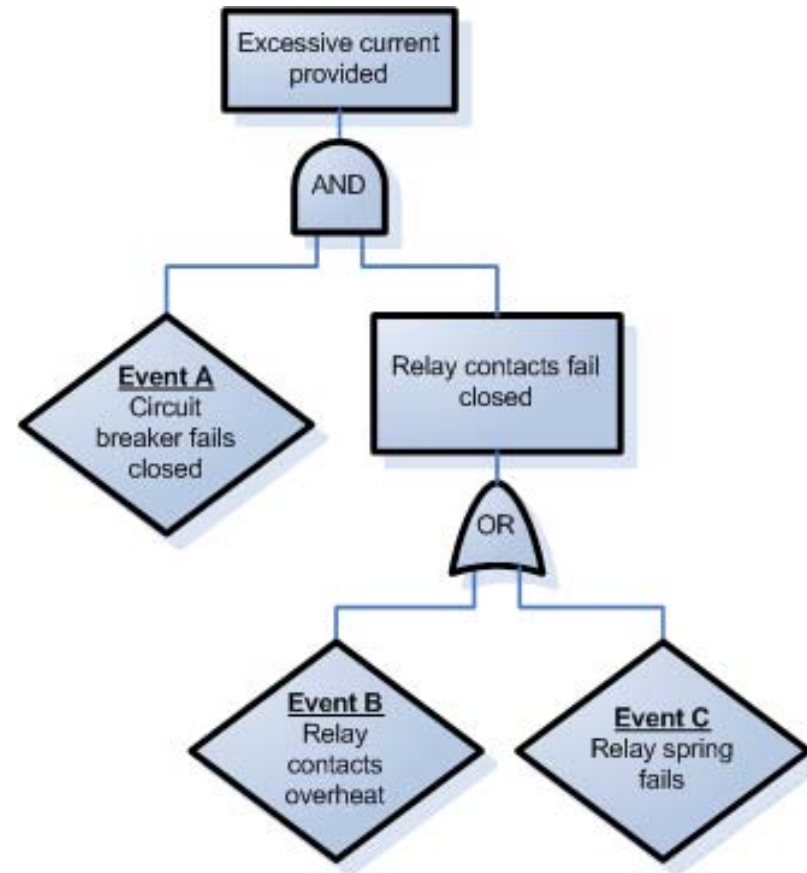 Excessive current
provided
AND
Event A
Circuit
breaker fails
closed
Relay contacts fail
closed
OR
Event B
Relay
contacts
overheat
Event C
Relay spring
fails